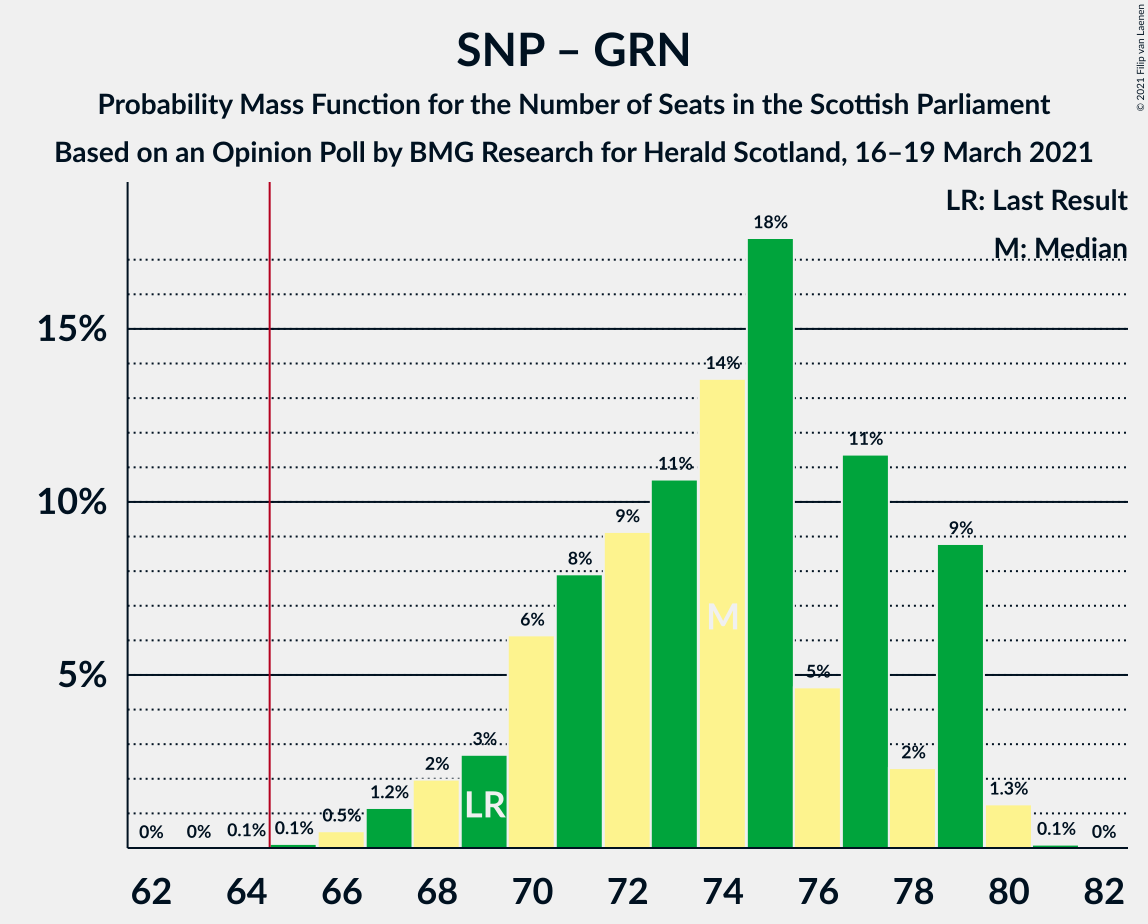 SNP – GRN
Probability Mass Function for the Number of Seats in the Scottish Parliament
Based on an Opinion Poll by BMG Research for Herald Scotland, 16–19 March 2021
© 2021 Filip van Laenen
LR: Last Result
M: Median
15%
10%
5%
0% 0% 0.1% 0.1% 0.5% 1.2% 2% 3% 6% 8% 9% 11% 14% 18% 5% 11% 2% 9% 1.3% 0.1% 0%
LR
M
62 64 66 68 70 72 74 76 78 80 82